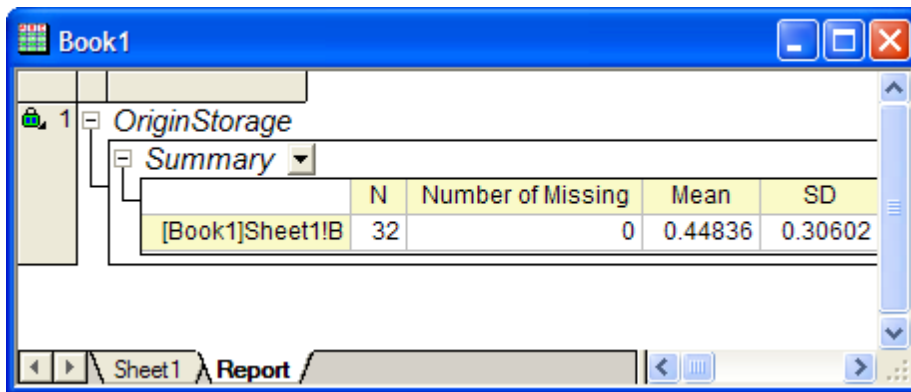 Book1
1 OriginStorage
Summary
N Number of Missing Mean SD
[Book1]Sheet1!B 32 0 0.44836 0.30602
Sheet1 Report